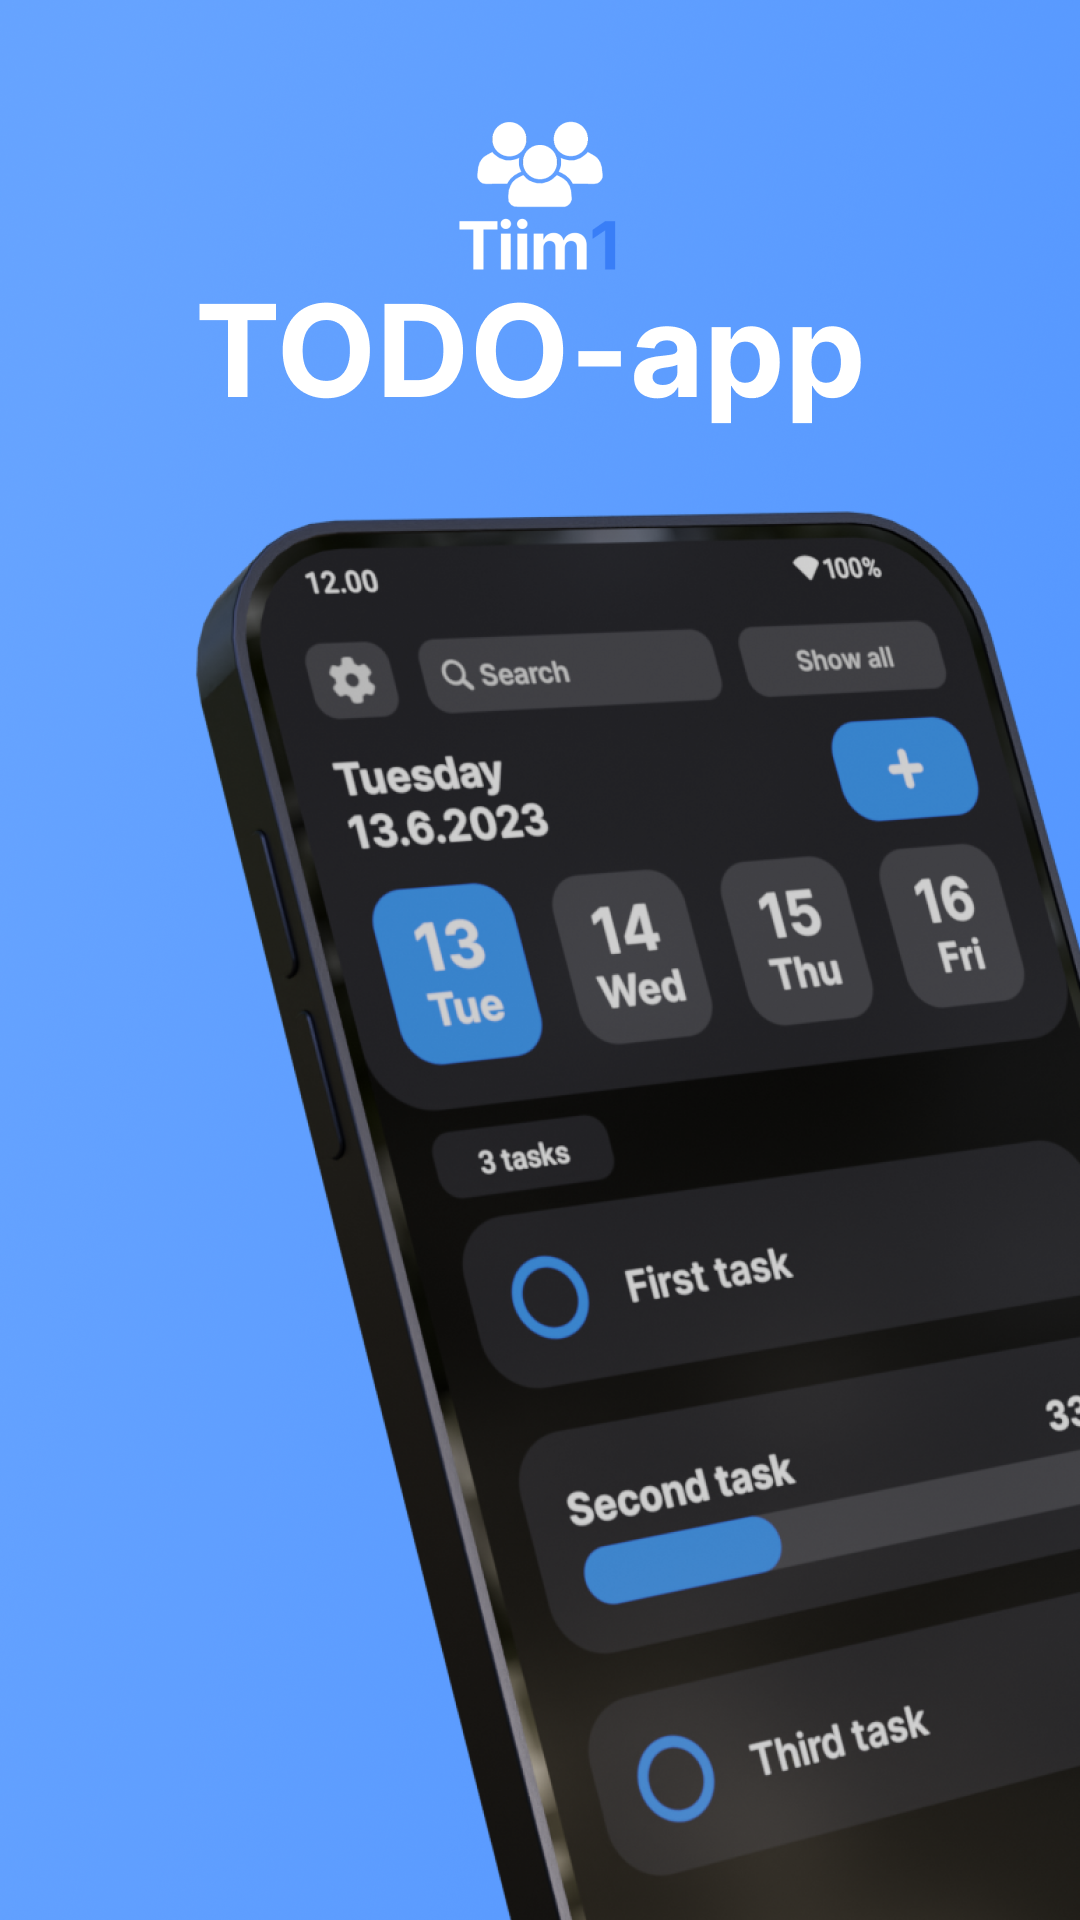 Tiim1
TODO-app
12.00
100%
Search
Show all
Tuesday
13.6.2023
+
13
Tue
14
Wed
15
Thu
16
Fri
3 tasks
First task
33
Second task
Third task